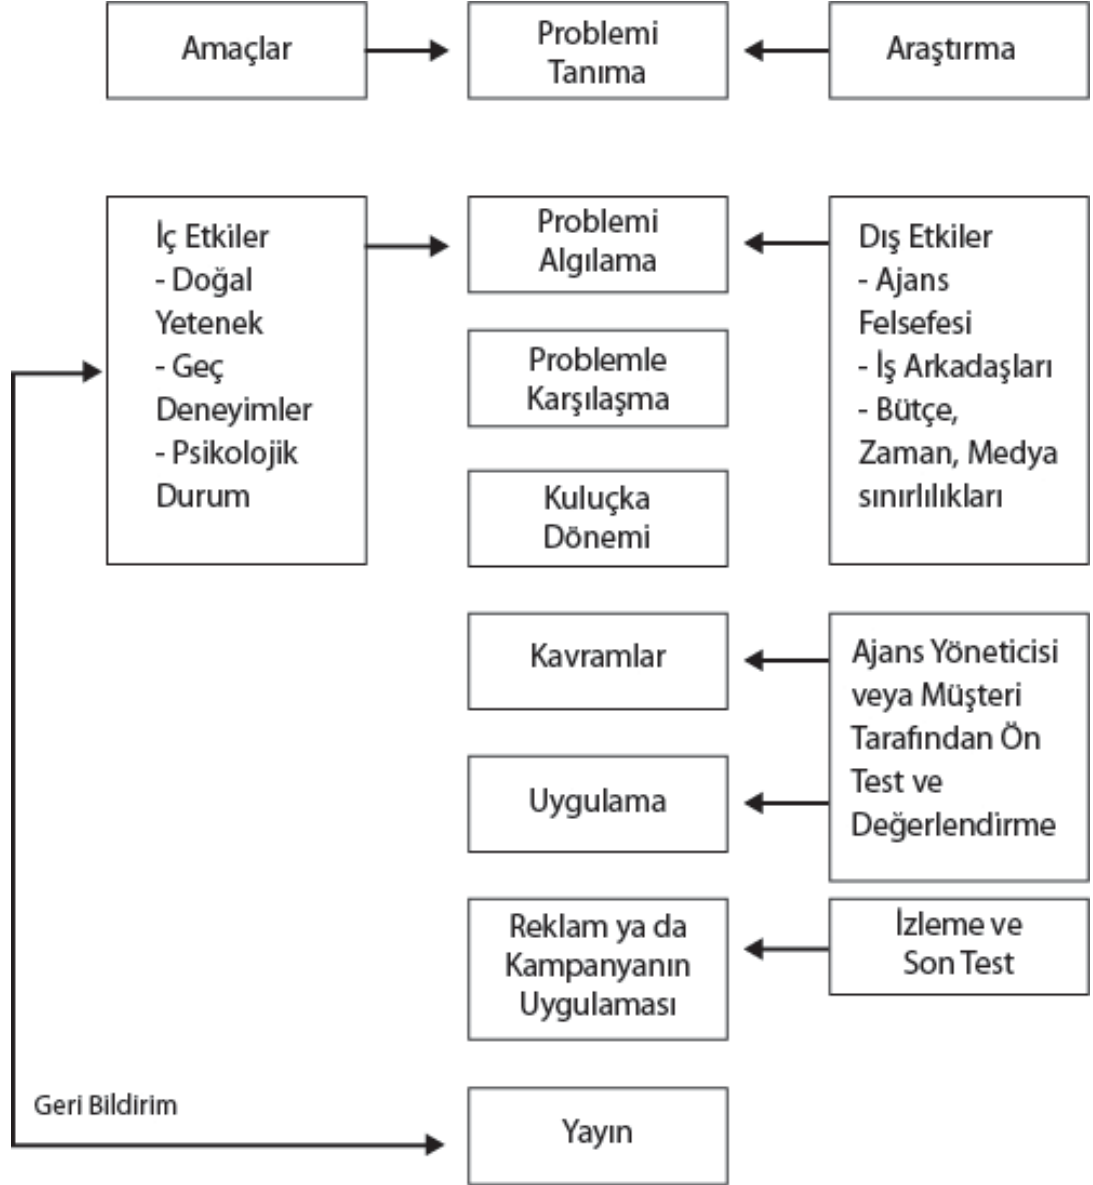 Amaçlar
Problemi
Tanıma
Araştırma
İç Etkiler
- Doğal
Yetenek
- Geç
Deneyimler
- Psikolojik
Durum
Problemi
Algılama
Dış Etkiler
- Ajans
Felsefesi
- İş Arkadaşları
- Bütçe,
Zaman, Medya
sınırlılıkları
Problemle
Karşılaşma
Kuluçka
Dönemi
Kavramlar
Ajans Yöneticisi
veya Müşteri
Tarafından Ön
Test ve
Değerlendirme
Uygulama
Reklam ya da
Kampanyanın
Uygulaması
İzleme ve
Son Test
Geri Bildirim
Yayın